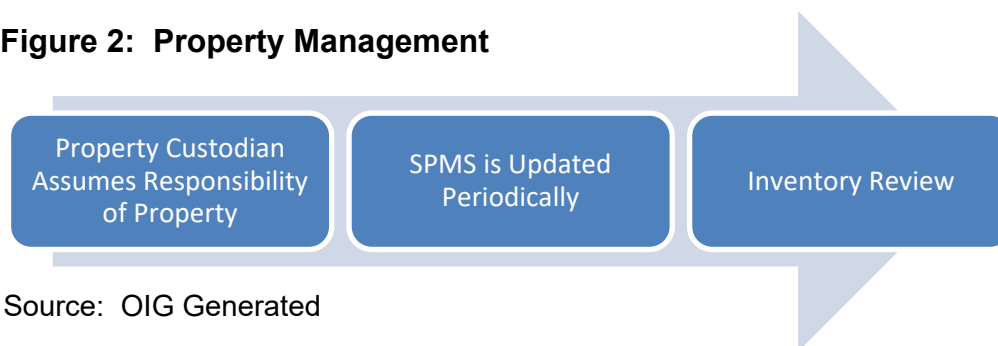 Figure 2:  Property Management
Property Custodian
Assumes Responsibility
of Property
SPMS is Updated
Periodically
Inventory Review
Source:  OIG Generated